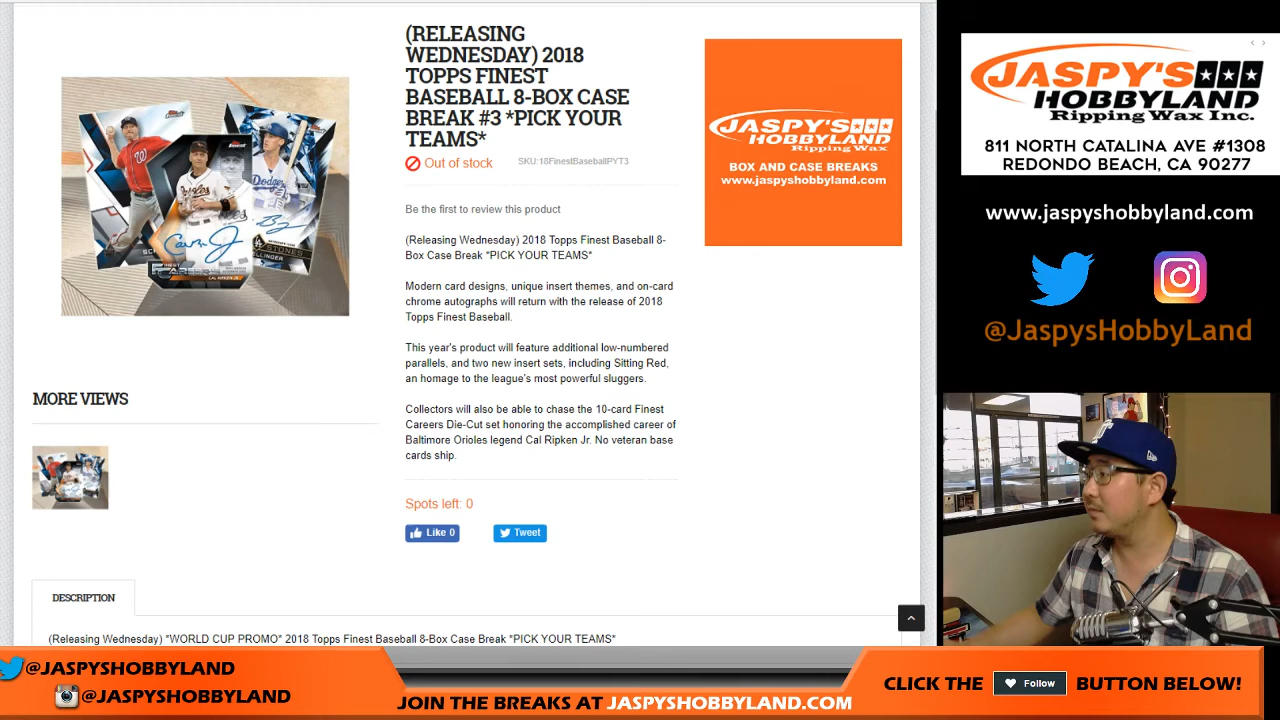 (RELEASING
WEDNESDAY) 2018
TOPPS FINEST
BASEBALL 8-BOX CASE
BREAK #3 *PICK YOUR
TEAMS*
Out of stock
SKU:18FinestBaseballPYT3
Be the first to review this product
(Releasing Wednesday) 2018 Topps Finest Baseball 8-
Box Case Break *PICK YOUR TEAMS*
Modern card designs, unique insert themes, and on-card
chrome autographs will return with the release of 2018
Topps Finest Baseball.
This year's product will feature additional low-numbered
parallels, and two new insert sets, including Sitting Red,
an homage to the league's most powerful sluggers.
Collectors will also be able to chase the 10-card Finest
Careers Die-Cut set honoring the accomplished career of
Baltimore Orioles legend Cal Ripken Jr. No veteran base
cards ship.
Spots left: 0
Like 0
Tweet
MORE VIEWS
DESCRIPTION
(Releasing Wednesday) *WORLD CUP PROMO* 2018 Topps Finest Baseball 8-Box Case Break *PICK YOUR TEAMS*
JASPY'S
HOBBYLAND
Ripping Wax
BOX AND CASE BREAKS
www.jaspyshobbyland.com
JASPY'S
HOBBYLAND
Ripping Wax Inc.
811 NORTH CATALINA AVE #1308
REDONDO BEACH, CA 90277
www.jaspyshobbyland.com
@JaspysHobbyLand
@JASPYSHOBBYLAND
@JASPYSHOBBYLAND
JOIN THE BREAKS AT JASPYSHOBBYLAND.COM
CLICK THE Follow BUTTON BELOW!